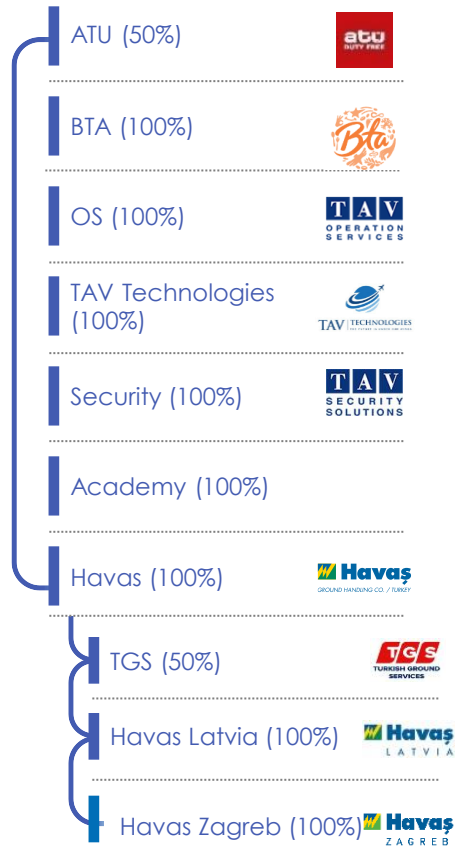 ATU (50%)
atu
DUTY FREE
BTA (100%)
Bta
OS (100%)
TAV
OPERATION
SERVICES
TAV Technologies
(100%)
TAV TECHNOLOGIES
Security (100%)
TAV
SECURITY
SOLUTIONS
Academy (100%)
Havas (100%)
Havaş
GROUND HANDLING CO. / TURKEY
TGS (50%)
TGS
TURKISH GROUND
SERVICES
Havas Latvia (100%)
Havaş
LATVIA
Havas Zagreb (100%)
Havaş
ZAGREB